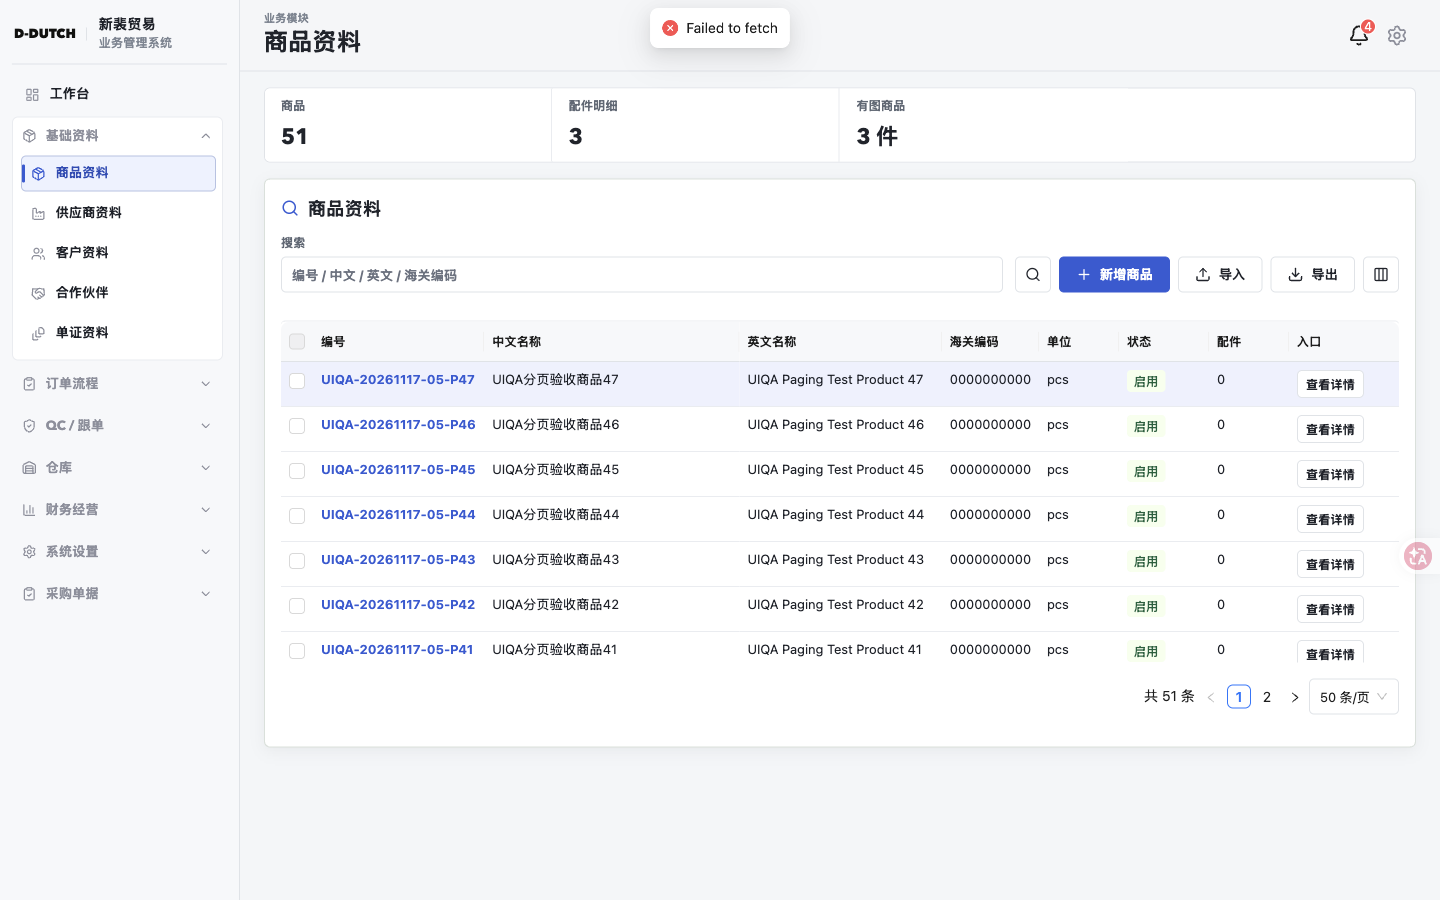 D-DUTCH
新装贸易
业务管理系统
工作台
基础资料
商品资料
供应商资料
客户资料
合作伙伴
单证资料
订单流程
QC / 跟单
仓库
财务经营
系统设置
采购单据
业务模块
商品资料
Failed to fetch
4
商品
51
配件明细
3
有图商品
3 件
商品资料
搜索
编号 / 中文 / 英文 / 海关编码
新增商品
导入
导出
编号 中文名称 英文名称 海关编码 单位 状态 配件 入口
UIQA-20261117-05-P47 UIQA分页验收商品47 UIQA Paging Test Product 47 0000000000 pcs 启用 0 查看详情
UIQA-20261117-05-P46 UIQA分页验收商品46 UIQA Paging Test Product 46 0000000000 pcs 启用 0 查看详情
UIQA-20261117-05-P45 UIQA分页验收商品45 UIQA Paging Test Product 45 0000000000 pcs 启用 0 查看详情
UIQA-20261117-05-P44 UIQA分页验收商品44 UIQA Paging Test Product 44 0000000000 pcs 启用 0 查看详情
UIQA-20261117-05-P43 UIQA分页验收商品43 UIQA Paging Test Product 43 0000000000 pcs 启用 0 查看详情
UIQA-20261117-05-P42 UIQA分页验收商品42 UIQA Paging Test Product 42 0000000000 pcs 启用 0 查看详情
UIQA-20261117-05-P41 UIQA分页验收商品41 UIQA Paging Test Product 41 0000000000 pcs 启用 0 查看详情
共 51 条 1 2 50 条/页